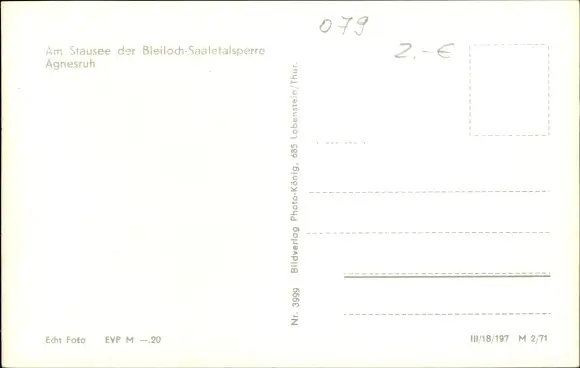 079
2.-€
Am Stausee der Bleiloch-Saaletalsperre
Agnesruh
Nr. 3999 Bildverlag Photo-König, 685 Lobenstein/Thür.
Echt Foto EVP M —.20
III/18/197 M 2/71